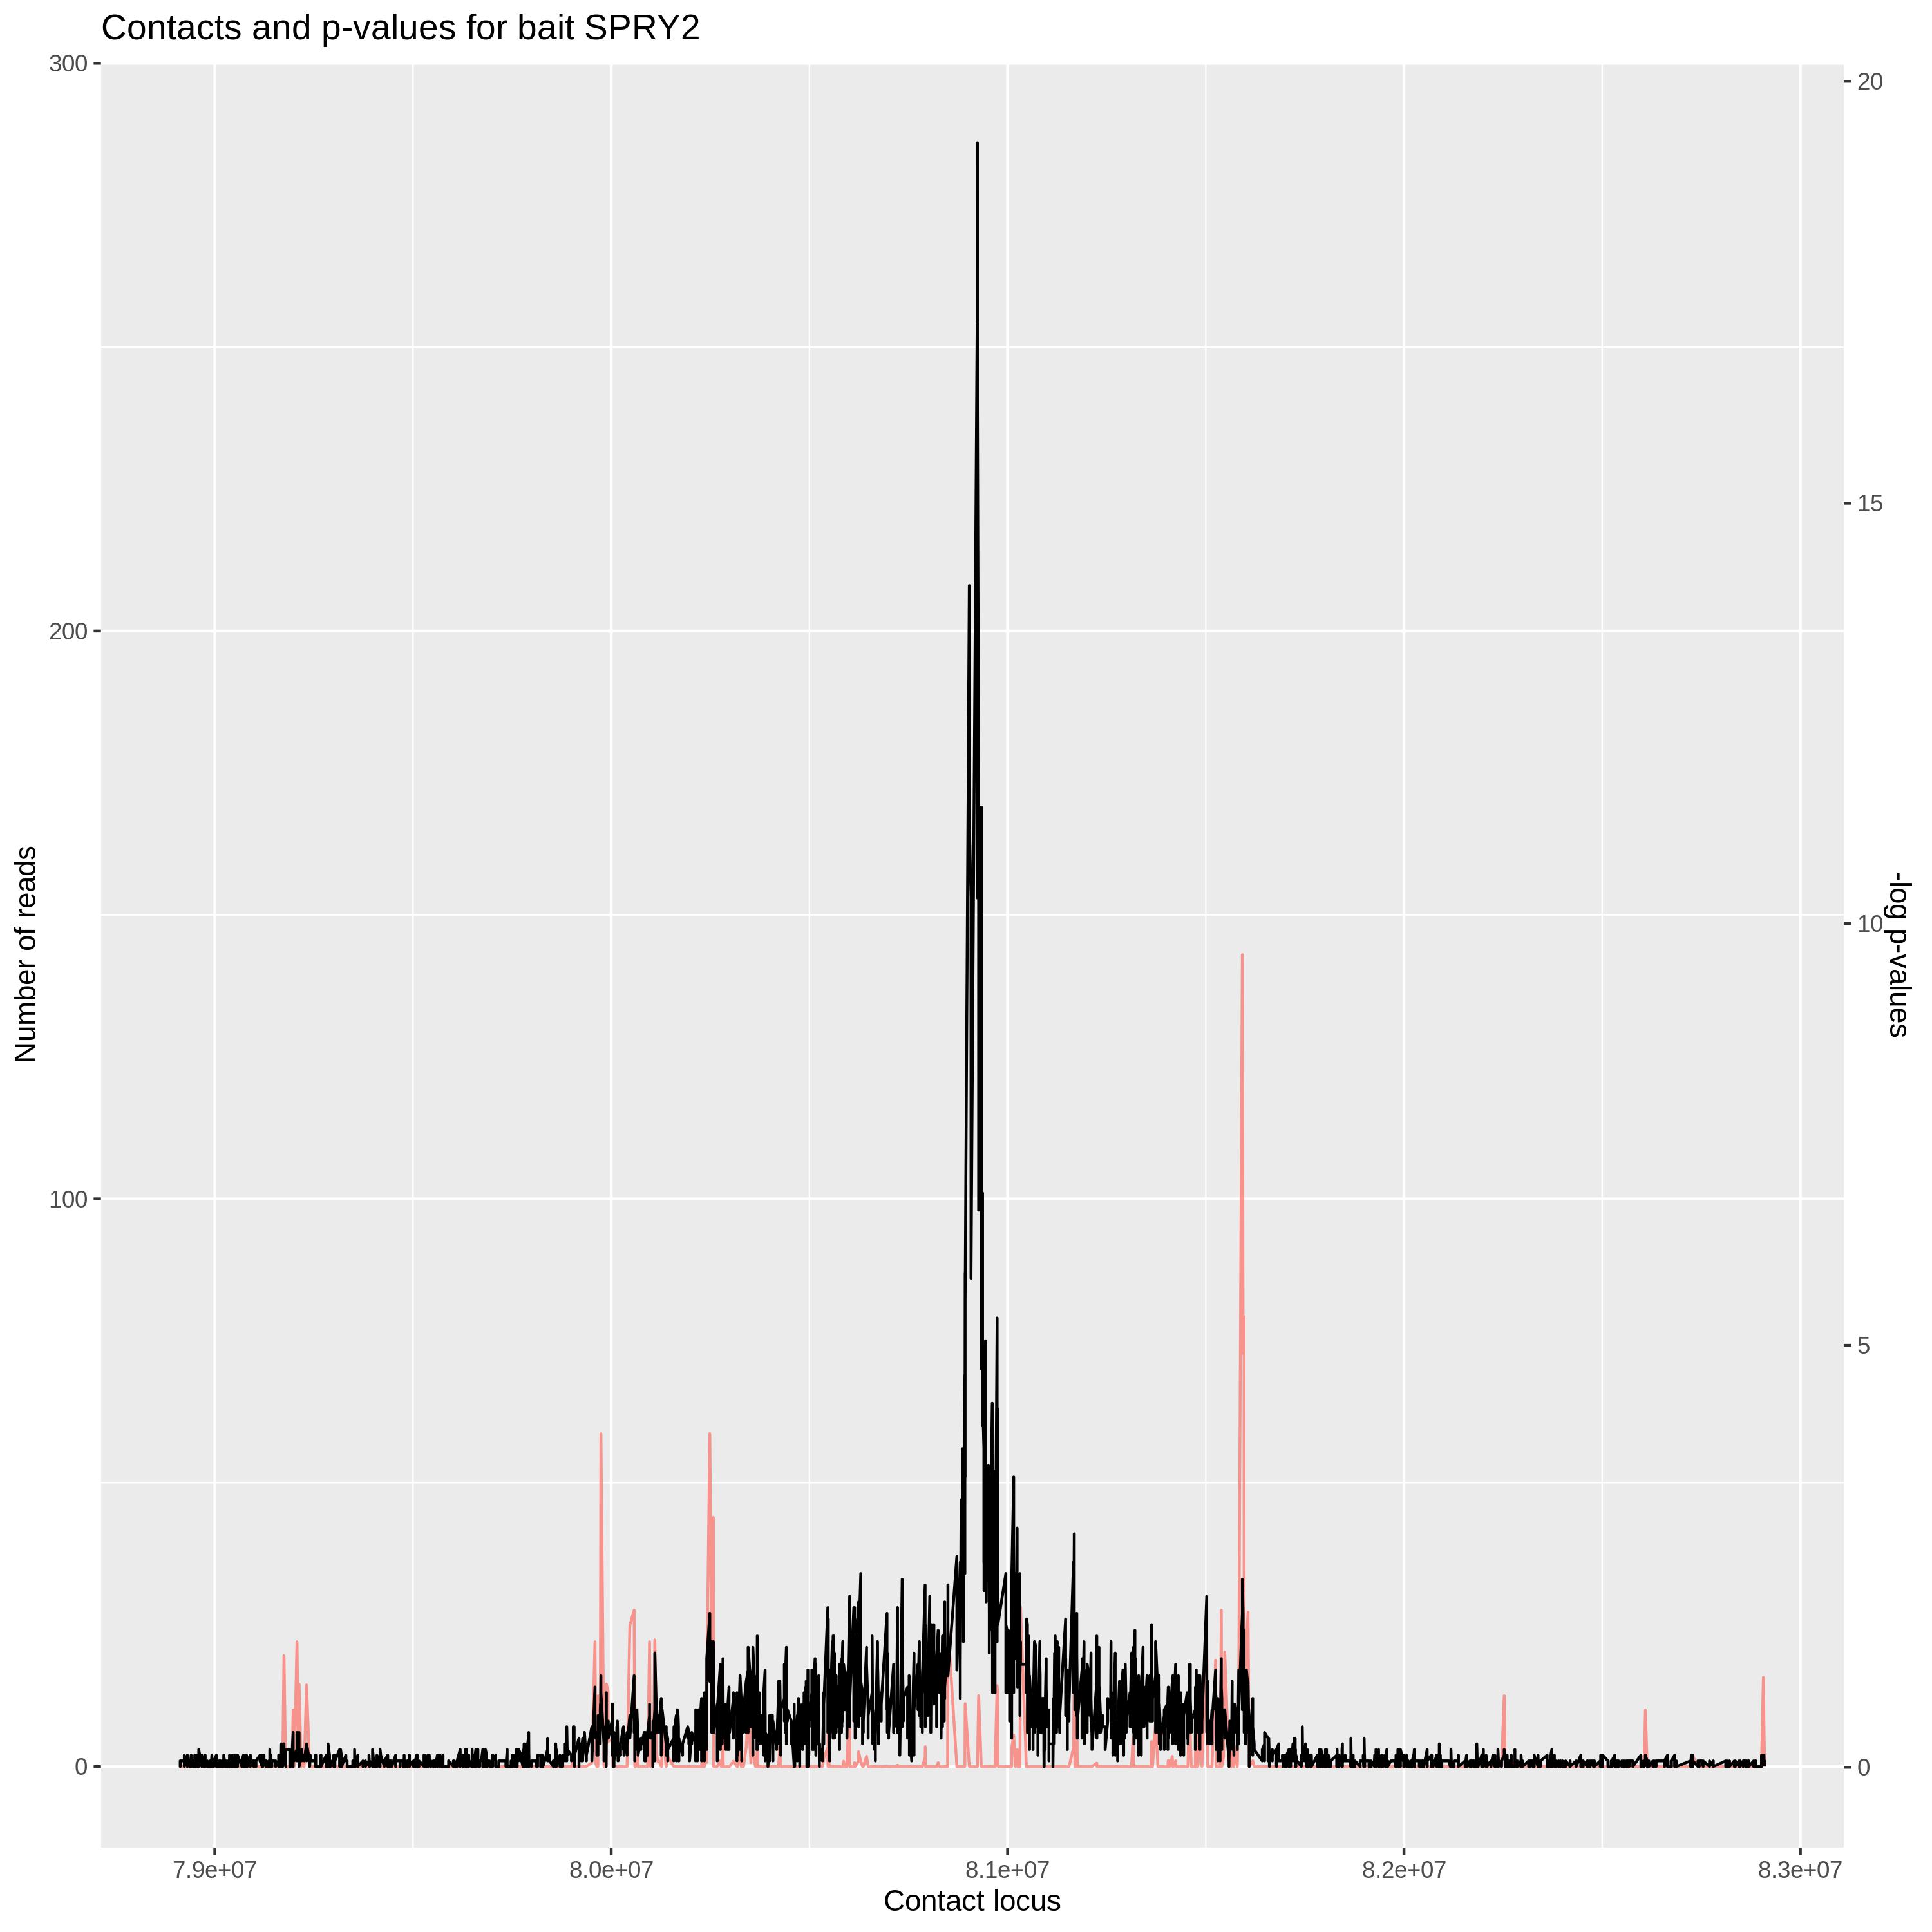 Contacts and p-values for bait SPRY2
300
200
100
0
Number of reads
20
15
10
5
0
-log p-values
7.9e+07 8.0e+07 8.1e+07 8.2e+07 8.3e+07
Contact locus